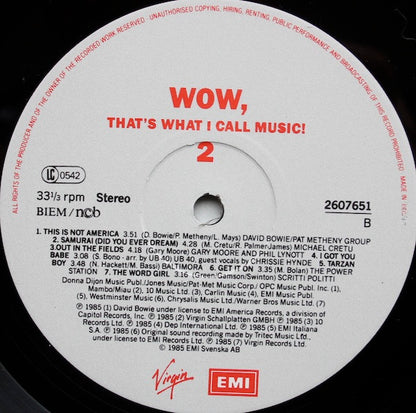 ALL RIGHTS OF THE PRODUCER AND OF THE OWNER OF THE RECORDED WORK RESERVED · UNAUTHORISED COPYING, HIRING, RENTING, PUBLIC PERFORMANCE AND BROADCASTING OF THIS RECORD PROHIBITED · MADE IN
WOW,
THAT'S WHAT I CALL MUSIC!
2
LC 0542
33 1/3 rpm Stereo
BIEM/ncb
2607651
B
1. THIS IS NOT AMERICA 3.51 (D. Bowie/P. Metheny/L. Mays) DAVID BOWIE/PAT METHENY GROUP
2. SAMURAI (DID YOU EVER DREAM) 4.28 (M. Cretu/R. Palmer/James) MICHAEL CRETU
3.OUT IN THE FIELDS 4.18 (Gary Moore) GARY MOORE AND PHIL LYNOTT 4. I GOT YOU
BABE 3.08 (S. Bono - arr. by UB 40) UB 40, guest vocals by CHRISSIE HYNDE 5. TARZAN
BOY 3.48 (N. Hackett/M. Bassi) BALTIMORA 6. GET IT ON 3.35 (M. Bolan) THE POWER
STATION 7. THE WORD GIRL 3.16 (Green/Gamson/Swinton) SCRITTI POLITTI
Donna Dijon Music Publ./Jones Music/Pat-Met Music Corp./ OPC Music Publ. Inc. (1),
Mambo/Miau (2), 10 Music Ltd. (3), Carlin Music (4), EMI Music Publ.
(5), Westminster Music (6), Chrysalis Music Ltd/Warner Bros Music Ltd. (7)
℗ 1985 (1) David Bowie under license to EMI America Records, a division of
Capitol Records, Inc. ℗ 1985 (2) Virgin Schallplatten GMBH ℗ 1985 (3) 10
Records Ltd. ℗ 1985 (4) Dep International Ltd. ℗ 1985 (5) EMI Italiana
S.A. ℗ 1985 (6) Original sound recording made by Tritec Music Ltd.,
under license to EMI Records Ltd. ℗ 1985 (7) Virgin Records Ltd.
© 1985 EMI Svenska AB
Virgin
EMI